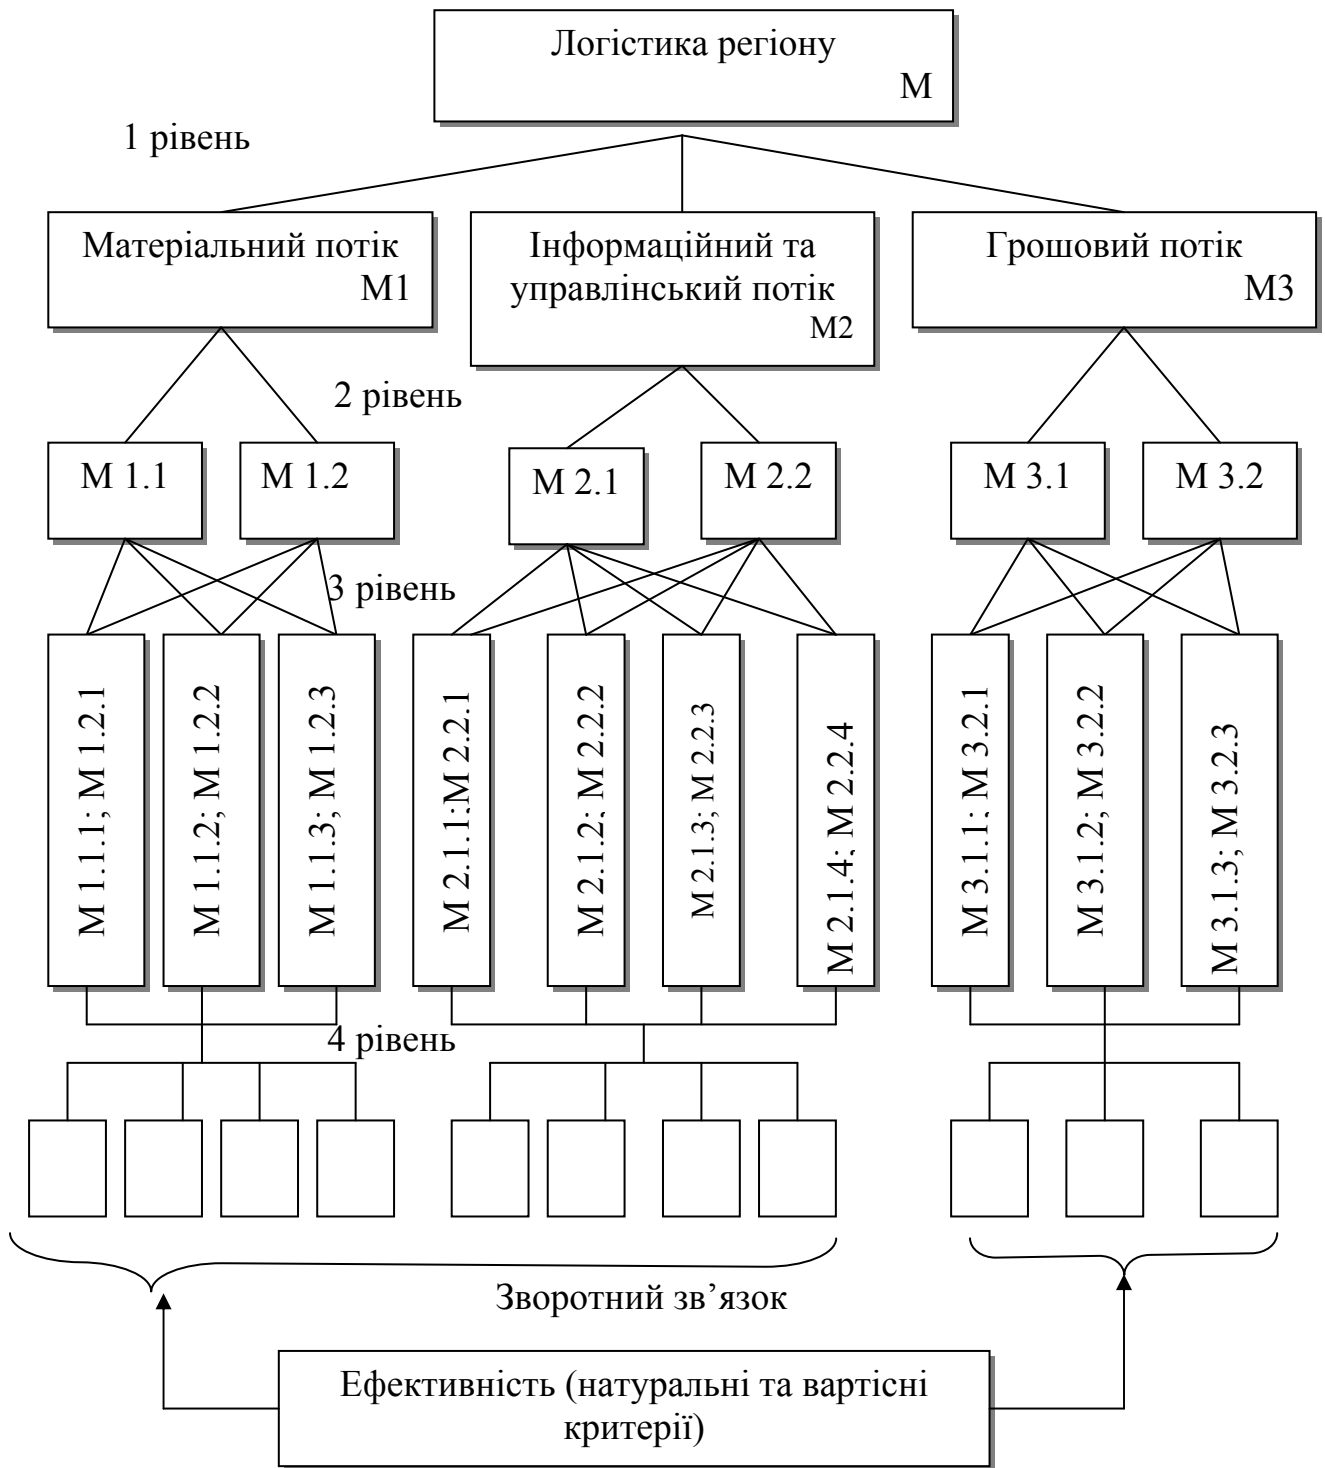 Логістика регіону
М
1 рівень
Матеріальний потік
М1
Інформаційний та
управлінський потік
М2
Грошовий потік
М3
2 рівень
М 1.1
М 1.2
М 2.1
М 2.2
М 3.1
М 3.2
3 рівень
М 1.1.1; М 1.2.1
М 1.1.2; М 1.2.2
М 1.1.3; М 1.2.3
М 2.1.1;М 2.2.1
М 2.1.2; М 2.2.2
М 2.1.3; М 2.2.3
М 2.1.4; М 2.2.4
М 3.1.1; М 3.2.1
М 3.1.2; М 3.2.2
М 3.1.3; М 3.2.3
4 рівень
Зворотний зв’язок
Ефективність (натуральні та вартісні
критерії)